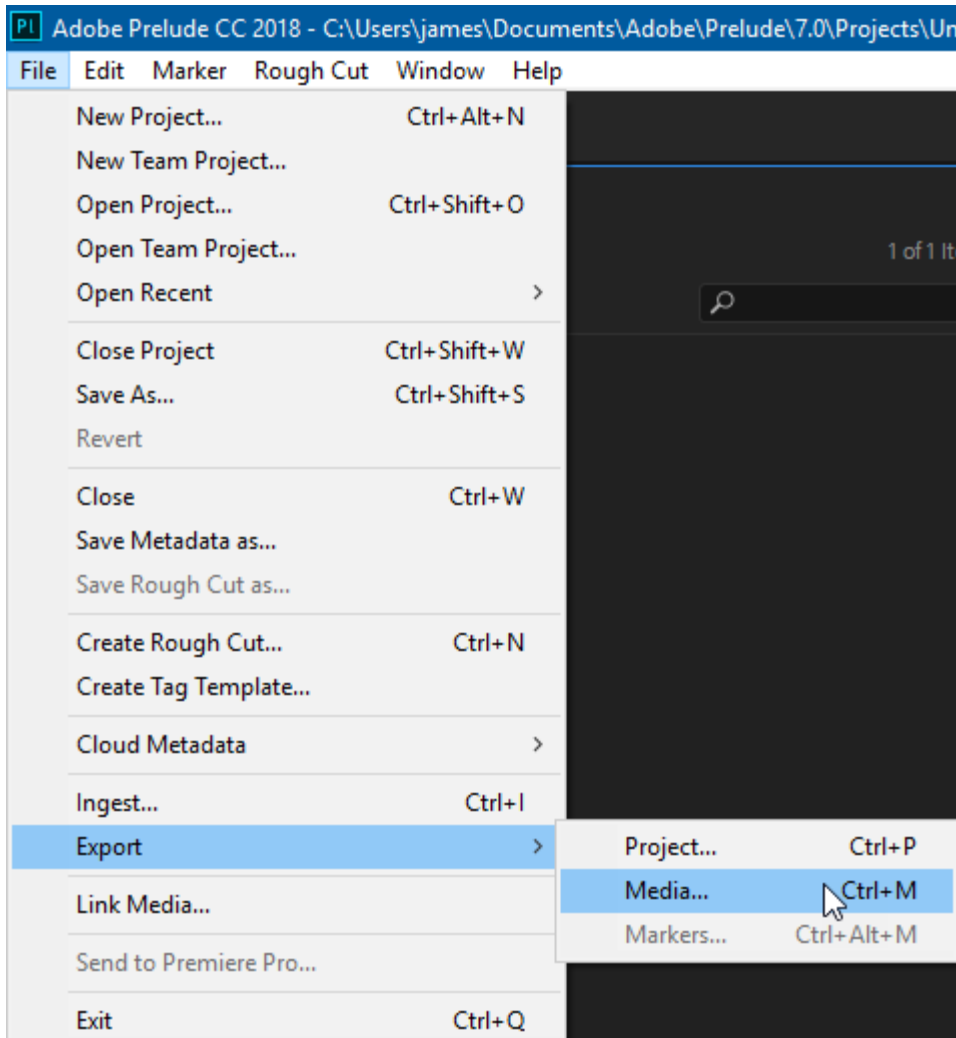 Pl Adobe Prelude CC 2018 - C:\Users\james\Documents\Adobe\Prelude\7.0\Projects\Un
File Edit Marker Rough Cut Window Help
New Project... Ctrl+Alt+N
New Team Project...
Open Project... Ctrl+Shift+O
Open Team Project...
1 of 1 It
Open Recent
Close Project Ctrl+Shift+W
Save As... Ctrl+Shift+S
Revert
Close Ctrl+W
Save Metadata as...
Save Rough Cut as...
Create Rough Cut... Ctrl+N
Create Tag Template...
Cloud Metadata
Ingest... Ctrl+I
Export
Project... Ctrl+P
Media... Ctrl+M
Markers... Ctrl+Alt+M
Link Media...
Send to Premiere Pro...
Exit Ctrl+Q